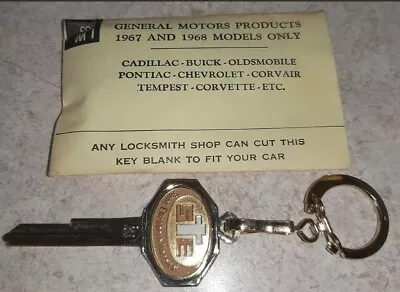 GENERAL MOTORS PRODUCTS
1967 AND 1968 MODELS ONLY
CADILLAC - BUICK - OLDSMOBILE
PONTIAC - CHEVROLET - CORVAIR
TEMPEST - CORVETTE - ETC.
ANY LOCKSMITH SHOP CAN CUT THIS
KEY BLANK TO FIT YOUR CAR